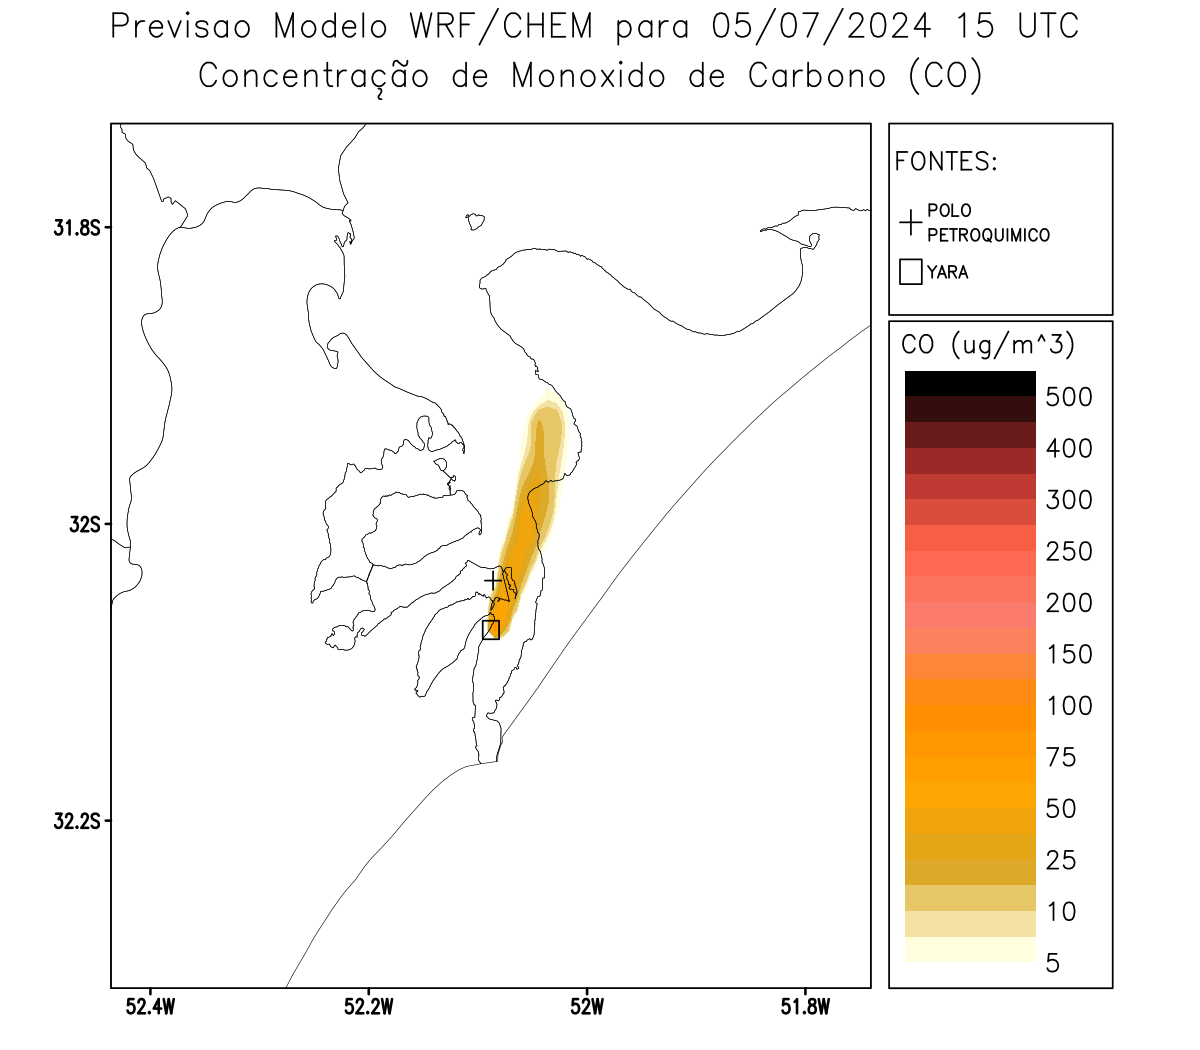 Previsao Modelo WRF/CHEM para 05/07/2024 15 UTC
Concentração de Monoxido de Carbono (CO)
FONTES:
POLO
PETROQUIMICO
YARA
CO (ug/m^3)
500
400
300
250
200
150
100
75
50
25
10
5
31.8S
32S
32.2S
52.4W
52.2W
52W
51.8W